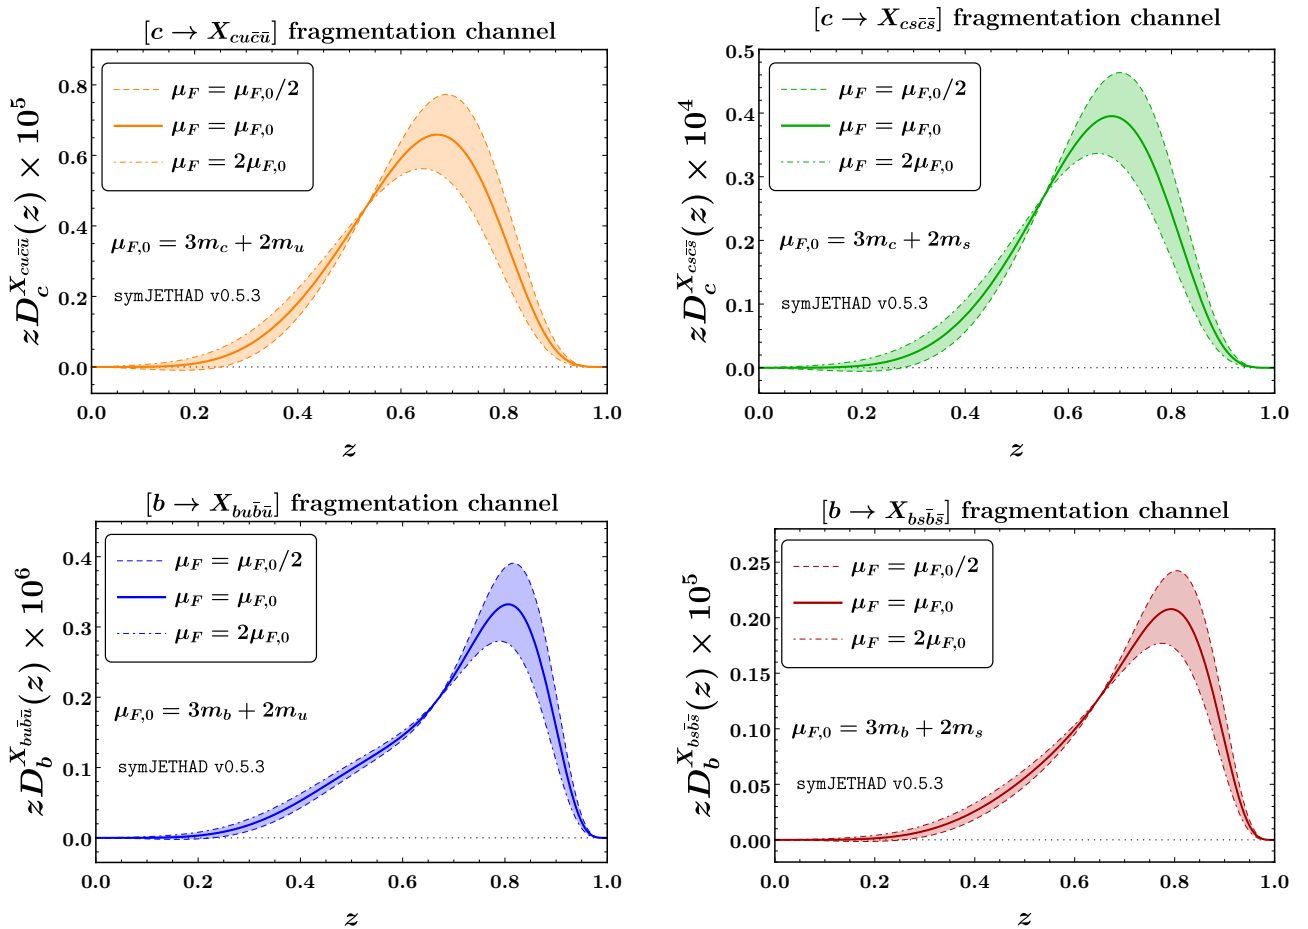 [c → X_{cuc̄ū}] fragmentation channel
zD_c^{X_{cuc̄ū}}(z) × 10^5
μ_F = μ_{F,0}/2
μ_F = μ_{F,0}
μ_F = 2μ_{F,0}
μ_{F,0} = 3m_c + 2m_u
symJETHAD v0.5.3
0.8
0.6
0.4
0.2
0.0
0.0 0.2 0.4 0.6 0.8 1.0
z
[c → X_{csc̄s̄}] fragmentation channel
zD_c^{X_{csc̄s̄}}(z) × 10^4
μ_F = μ_{F,0}/2
μ_F = μ_{F,0}
μ_F = 2μ_{F,0}
μ_{F,0} = 3m_c + 2m_s
symJETHAD v0.5.3
0.5
0.4
0.3
0.2
0.1
0.0
0.0 0.2 0.4 0.6 0.8 1.0
z
[b → X_{bub̄ū}] fragmentation channel
zD_b^{X_{bub̄ū}}(z) × 10^6
μ_F = μ_{F,0}/2
μ_F = μ_{F,0}
μ_F = 2μ_{F,0}
μ_{F,0} = 3m_b + 2m_u
symJETHAD v0.5.3
0.4
0.3
0.2
0.1
0.0
0.0 0.2 0.4 0.6 0.8 1.0
z
[b → X_{bsb̄s̄}] fragmentation channel
zD_b^{X_{bsb̄s̄}}(z) × 10^5
μ_F = μ_{F,0}/2
μ_F = μ_{F,0}
μ_F = 2μ_{F,0}
μ_{F,0} = 3m_b + 2m_s
symJETHAD v0.5.3
0.25
0.20
0.15
0.10
0.05
0.00
0.0 0.2 0.4 0.6 0.8 1.0
z